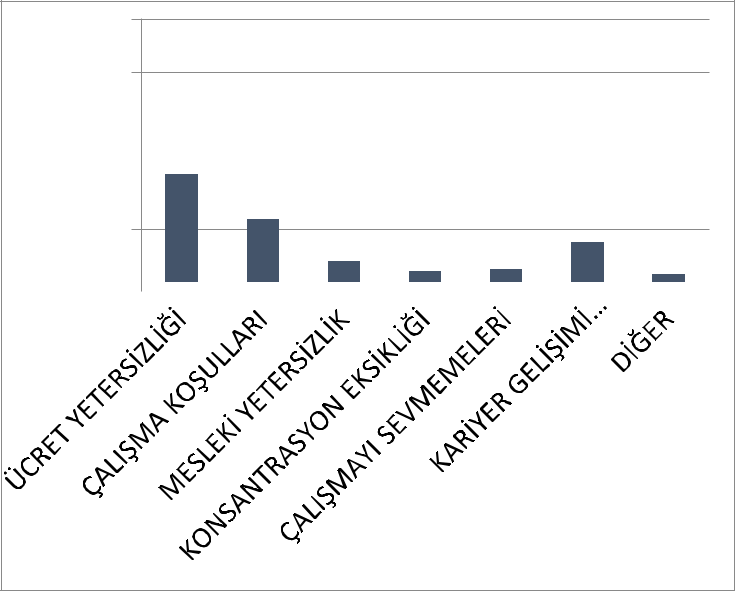 ÜCRET YETERSİZLİĞİ
ÇALIŞMA KOŞULLARI
MESLEKİ YETERSİZLİK
KONSANTRASYON EKSİKLİĞİ
ÇALIŞMAYI SEVMEMELERİ
KARİYER GELİŞİMİ...
DİĞER